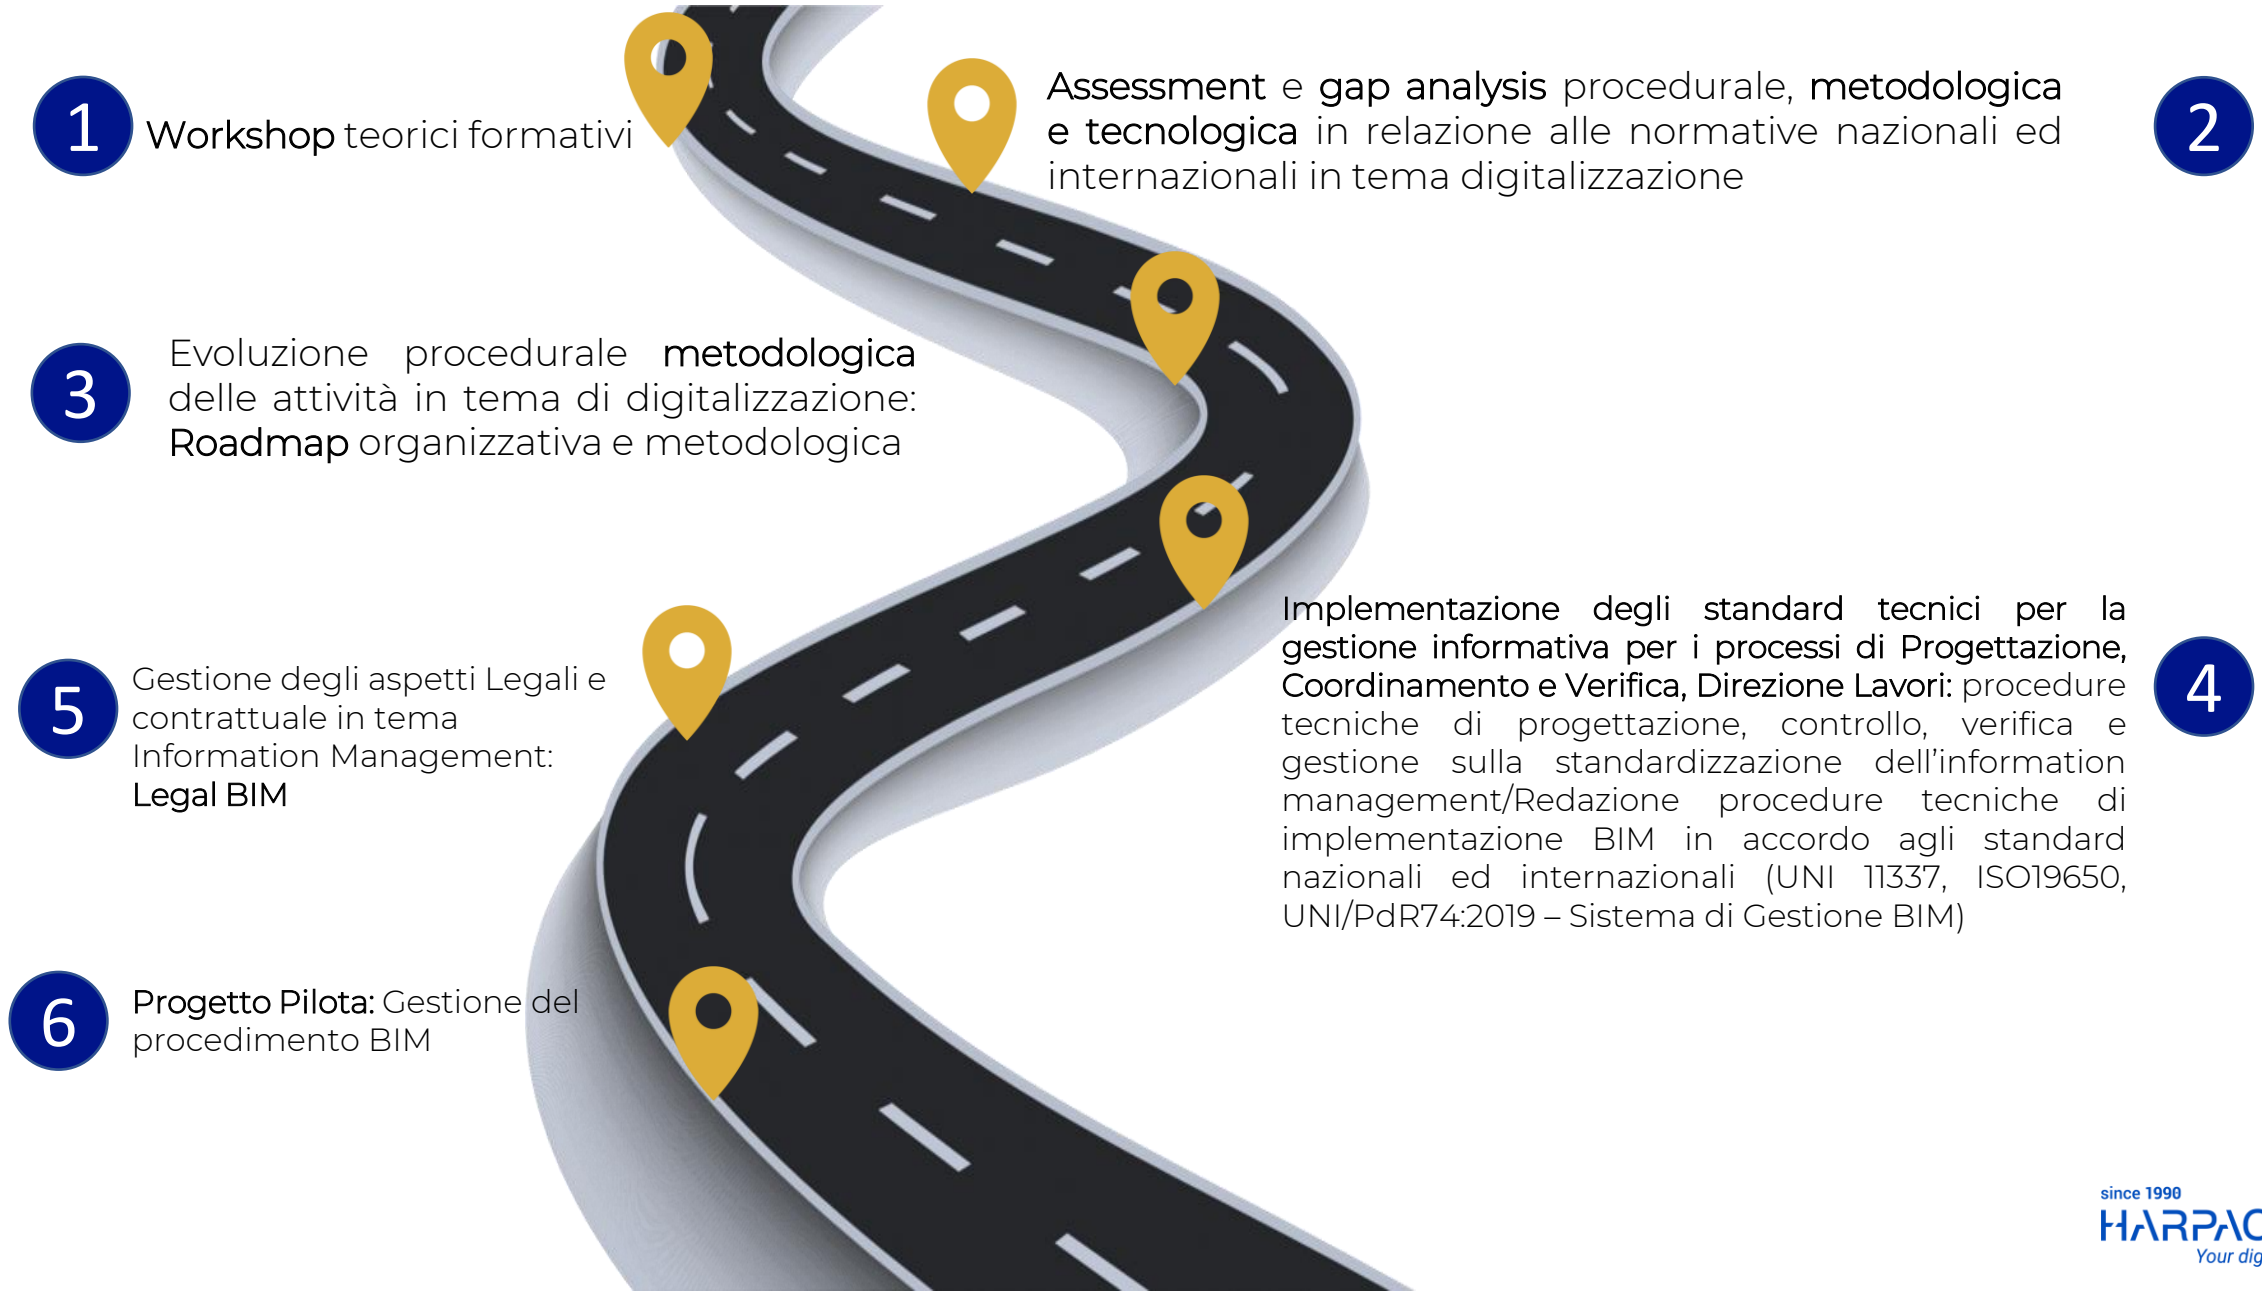 1
Workshop teorici formativi
Assessment e gap analysis procedurale, metodologica
e tecnologica in relazione alle normative nazionali ed
internazionali in tema digitalizzazione
2
3
Evoluzione procedurale metodologica
delle attività in tema di digitalizzazione:
Roadmap organizzativa e metodologica
Implementazione degli standard tecnici per la
gestione informativa per i processi di Progettazione,
Coordinamento e Verifica, Direzione Lavori: procedure
tecniche di progettazione, controllo, verifica e
gestione sulla standardizzazione dell’information
management/Redazione procedure tecniche di
implementazione BIM in accordo agli standard
nazionali ed internazionali (UNI 11337, ISO19650,
UNI/PdR74:2019 – Sistema di Gestione BIM)
4
5
Gestione degli aspetti Legali e
contrattuale in tema
Information Management:
Legal BIM
6
Progetto Pilota: Gestione del
procedimento BIM
since 1990
HARPAC
Your dig